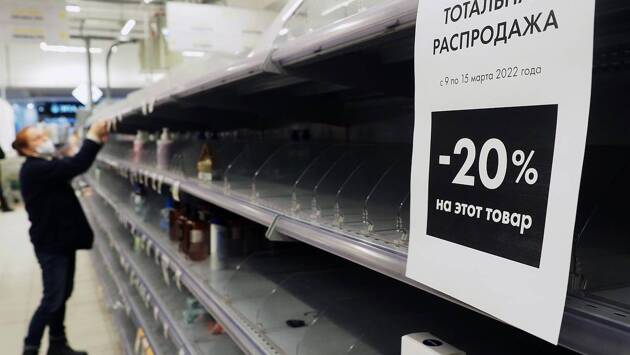 ТОТАЛЬНАЯ
РАСПРОДАЖА
с 9 по 15 марта 2022 года
-20%
на этот товар